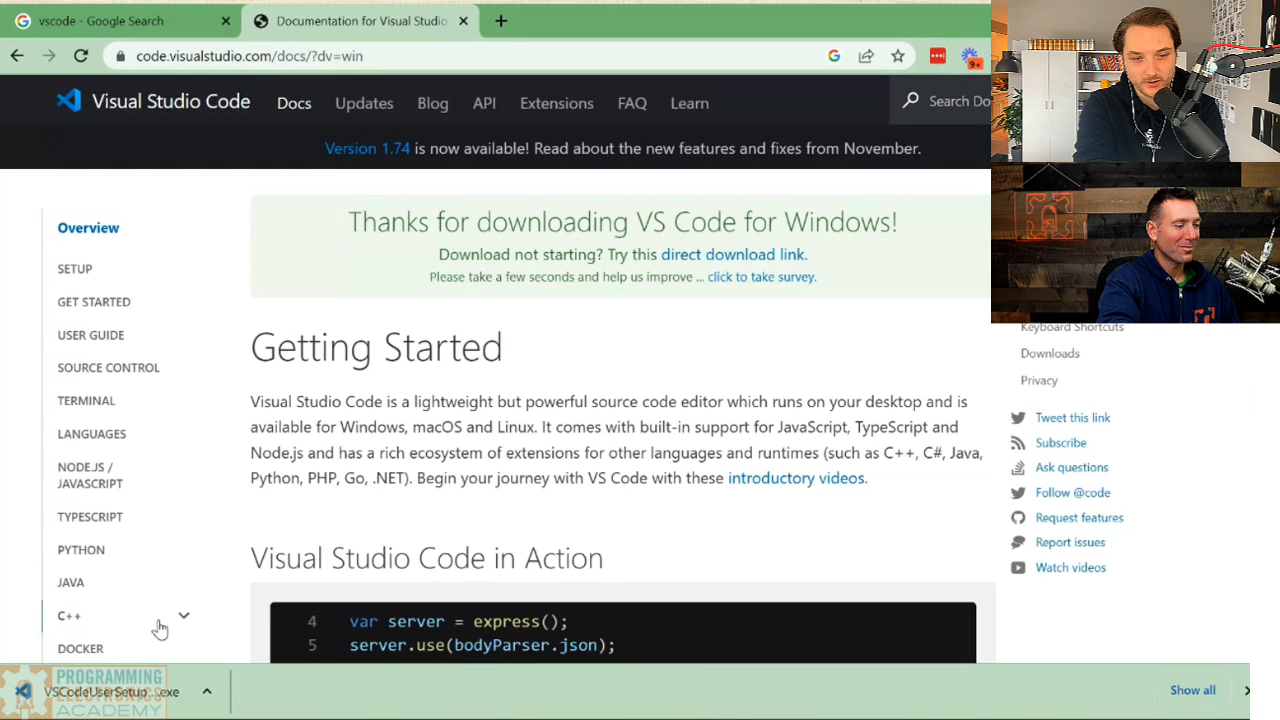 vscode - Google Search
Documentation for Visual Studio
code.visualstudio.com/docs/?dv=win
9+
Visual Studio Code
Docs
Updates
Blog
API
Extensions
FAQ
Learn
Search Do
Version 1.74 is now available! Read about the new features and fixes from November.
Overview
SETUP
GET STARTED
USER GUIDE
SOURCE CONTROL
TERMINAL
LANGUAGES
NODE.JS /
JAVASCRIPT
TYPESCRIPT
PYTHON
JAVA
C++
DOCKER
Thanks for downloading VS Code for Windows!
Download not starting? Try this direct download link.
Please take a few seconds and help us improve ... click to take survey.
Getting Started
Visual Studio Code is a lightweight but powerful source code editor which runs on your desktop and is
available for Windows, macOS and Linux. It comes with built-in support for JavaScript, TypeScript and
Node.js and has a rich ecosystem of extensions for other languages and runtimes (such as C++, C#, Java,
Python, PHP, Go, .NET). Begin your journey with VS Code with these introductory videos.
Visual Studio Code in Action
4 var server = express();
5 server.use(bodyParser.json);
Keyboard Shortcuts
Downloads
Privacy
Tweet this link
Subscribe
Ask questions
Follow @code
Request features
Report issues
Watch videos
VSCodeUserSetup....exe
Show all
PROGRAMMING
ELECTRONICS
ACADEMY